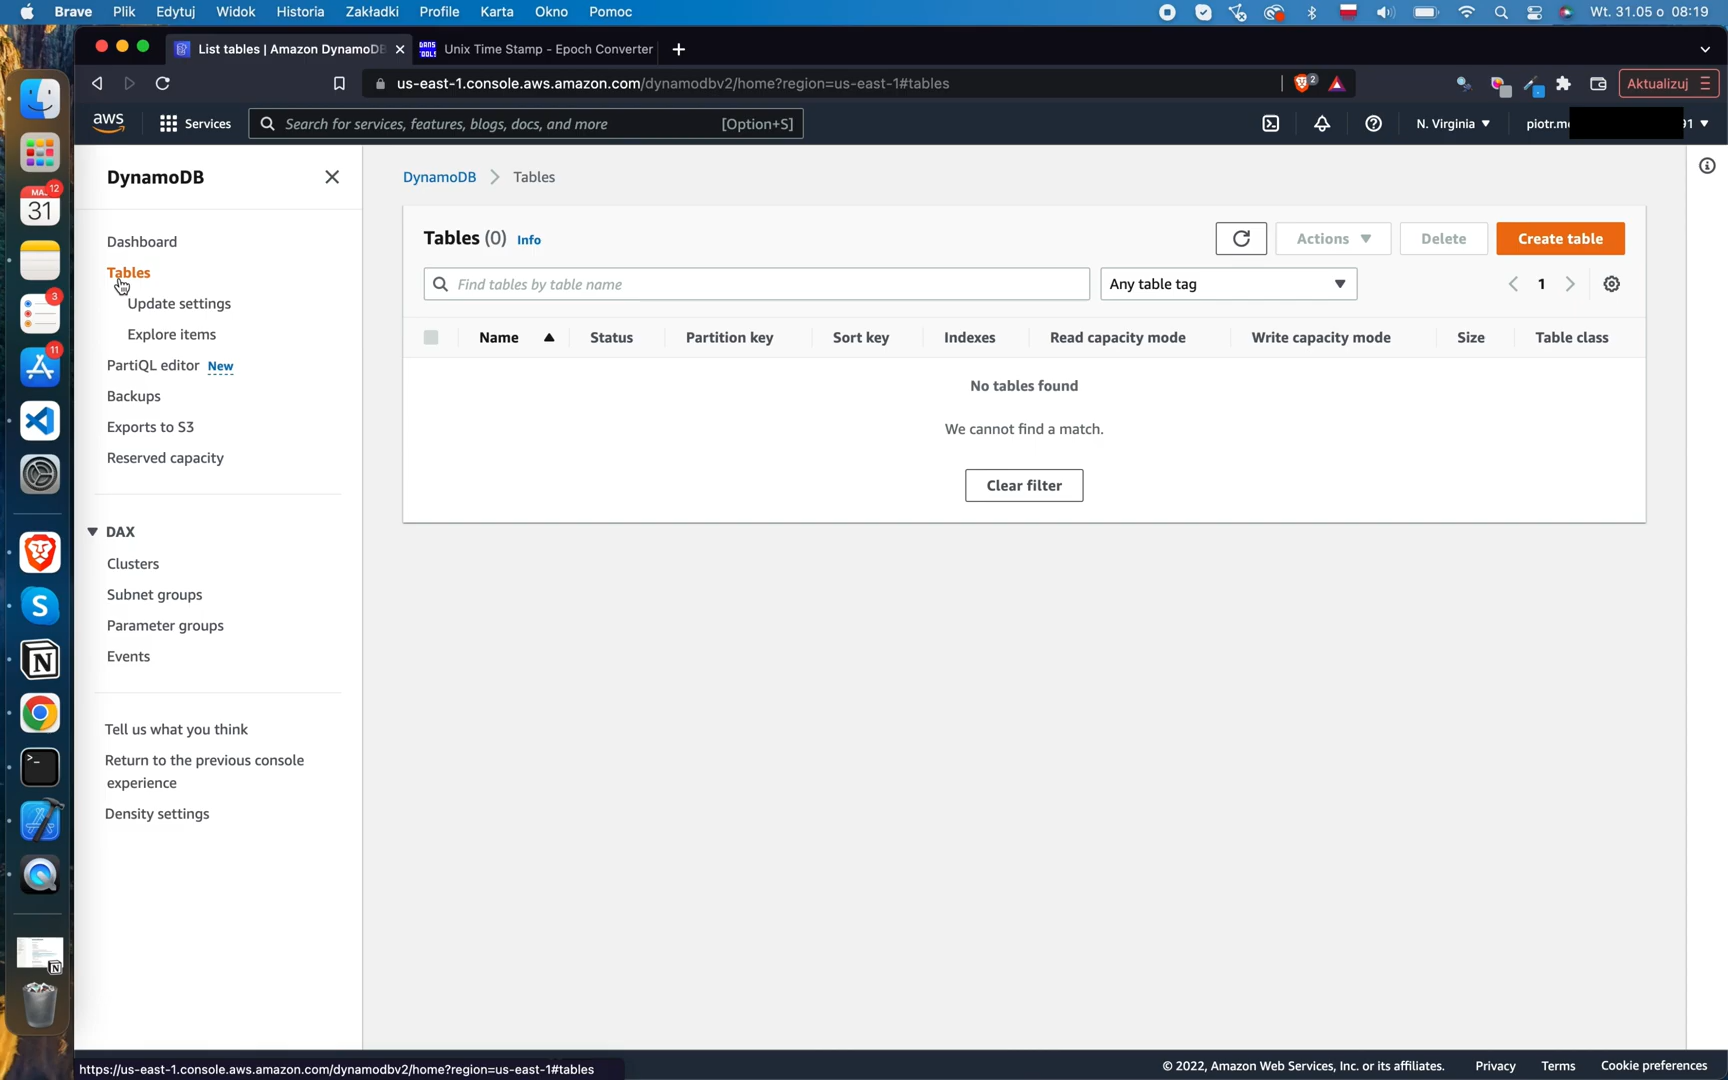 Brave Plik Edytuj Widok Historia Zakładki Profile Karta Okno Pomoc
Wt. 31.05 o 08:19
List tables | Amazon DynamoDB
Unix Time Stamp - Epoch Converter
us-east-1.console.aws.amazon.com/dynamodbv2/home?region=us-east-1#tables
2
Aktualizuj
aws
Services
Search for services, features, blogs, docs, and more
[Option+S]
N. Virginia
piotr.m
91
DynamoDB
Dashboard
Tables
Update settings
Explore items
PartiQL editor New
Backups
Exports to S3
Reserved capacity
DAX
Clusters
Subnet groups
Parameter groups
Events
Tell us what you think
Return to the previous console
experience
Density settings
DynamoDB
Tables
Tables (0) Info
Actions
Delete
Create table
Find tables by table name
Any table tag
1
Name
Status
Partition key
Sort key
Indexes
Read capacity mode
Write capacity mode
Size
Table class
No tables found
We cannot find a match.
Clear filter
12
31
3
11
https://us-east-1.console.aws.amazon.com/dynamodbv2/home?region=us-east-1#tables
© 2022, Amazon Web Services, Inc. or its affiliates.
Privacy
Terms
Cookie preferences